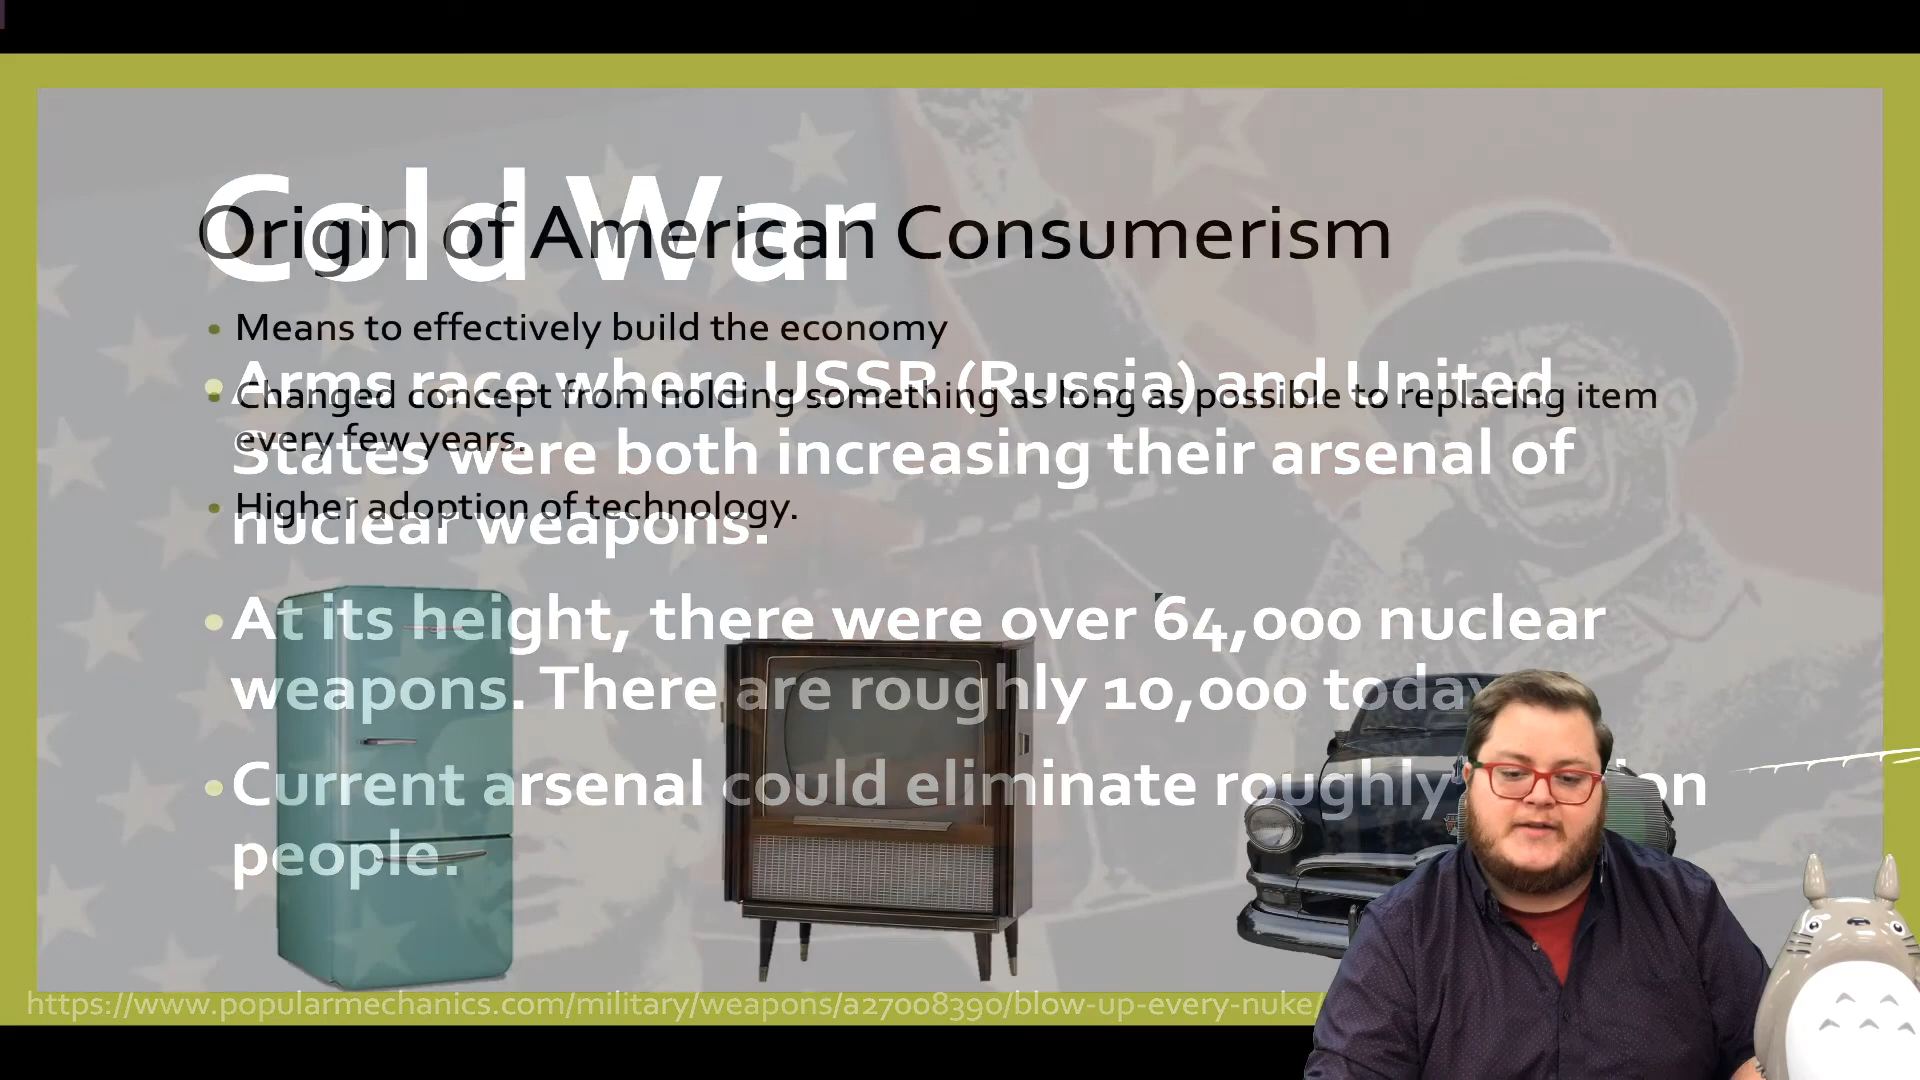 Cold War
Origin of American Consumerism
Means to effectively build the economy
Changed concept from holding something as long as possible to replacing item
every few years.
Higher adoption of technology.
Arms race where USSR (Russia) and United
States were both increasing their arsenal of
nuclear weapons.
At its height, there were over 64,000 nuclear
weapons. There are roughly 10,000 today
Current arsenal could eliminate roughly
people.
https://www.popularmechanics.com/military/weapons/a27008390/blow-up-every-nuke/